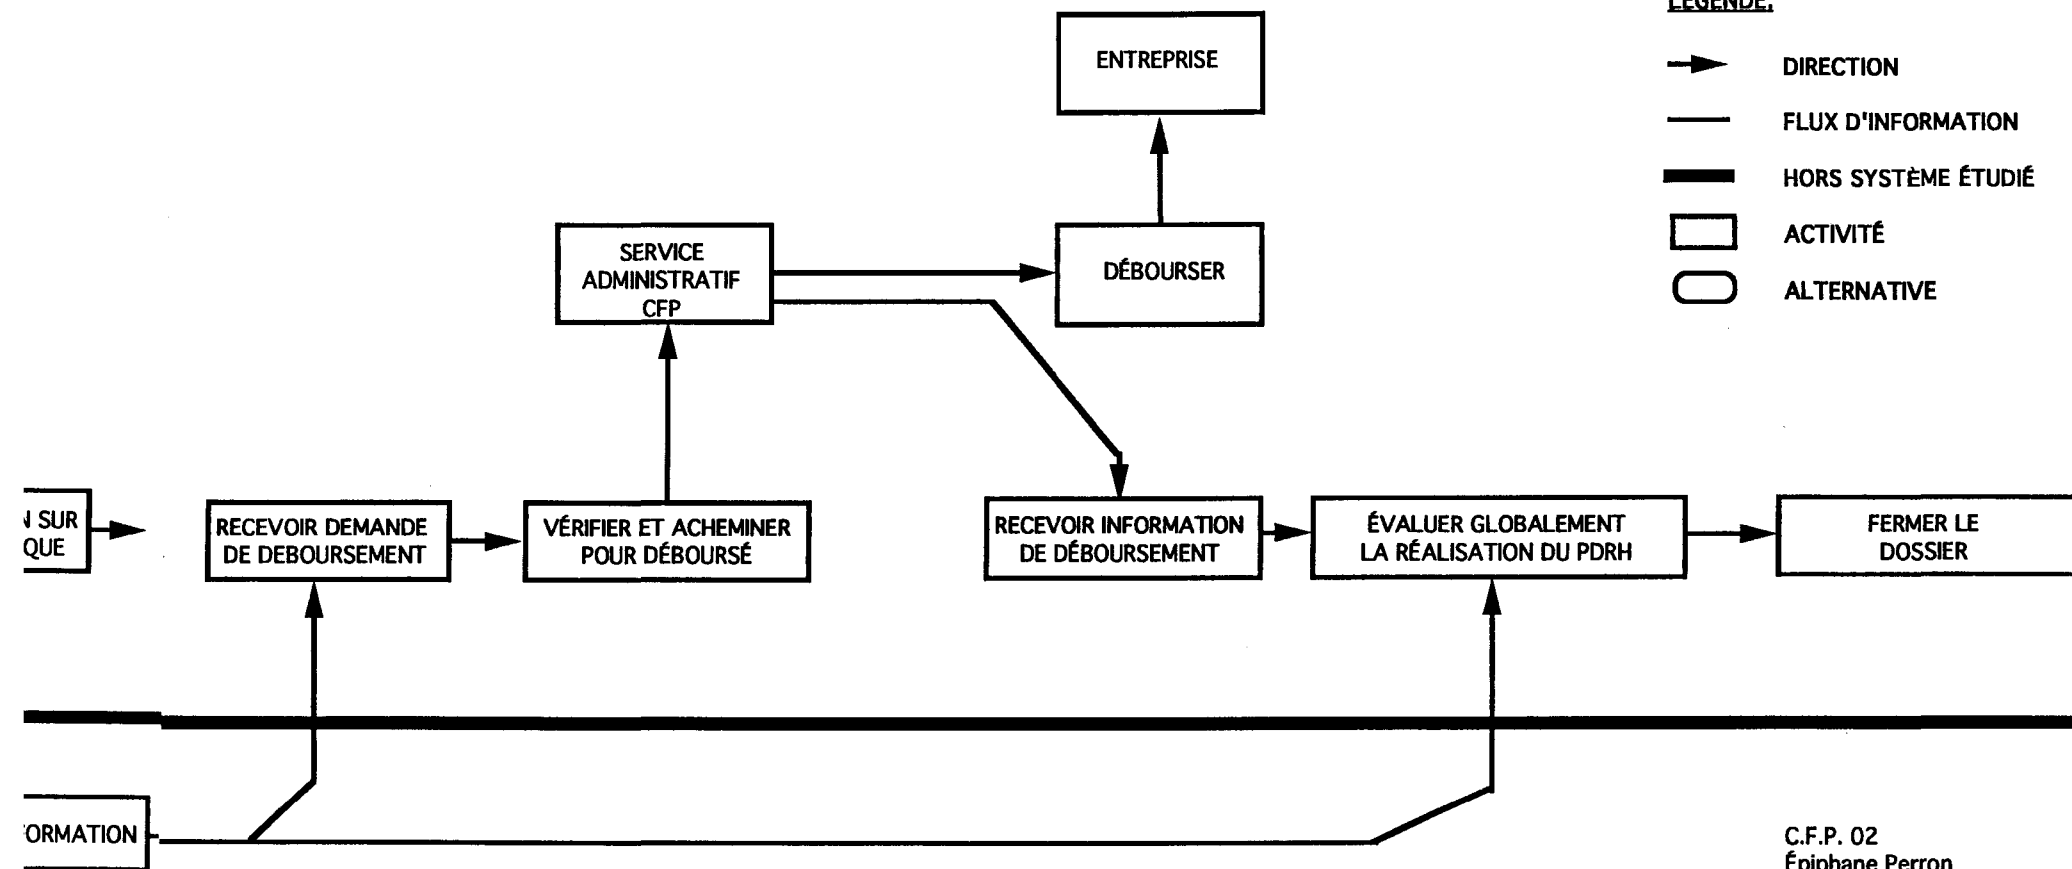 LÉGENDE:
DIRECTION
FLUX D'INFORMATION
HORS SYSTÈME ÉTUDIÉ
ACTIVITÉ
ALTERNATIVE
ENTREPRISE
SERVICE
ADMINISTRATIF
CFP
DÉBOURSER
SUR
QUE
RECEVOIR DEMANDE
DE DEBOURSEMENT
VÉRIFIER ET ACHEMINER
POUR DÉBOURSÉ
RECEVOIR INFORMATION
DE DÉBOURSEMENT
ÉVALUER GLOBALEMENT
LA RÉALISATION DU PDRH
FERMER LE
DOSSIER
ORMATION
C.F.P. 02
Épiphane Perron